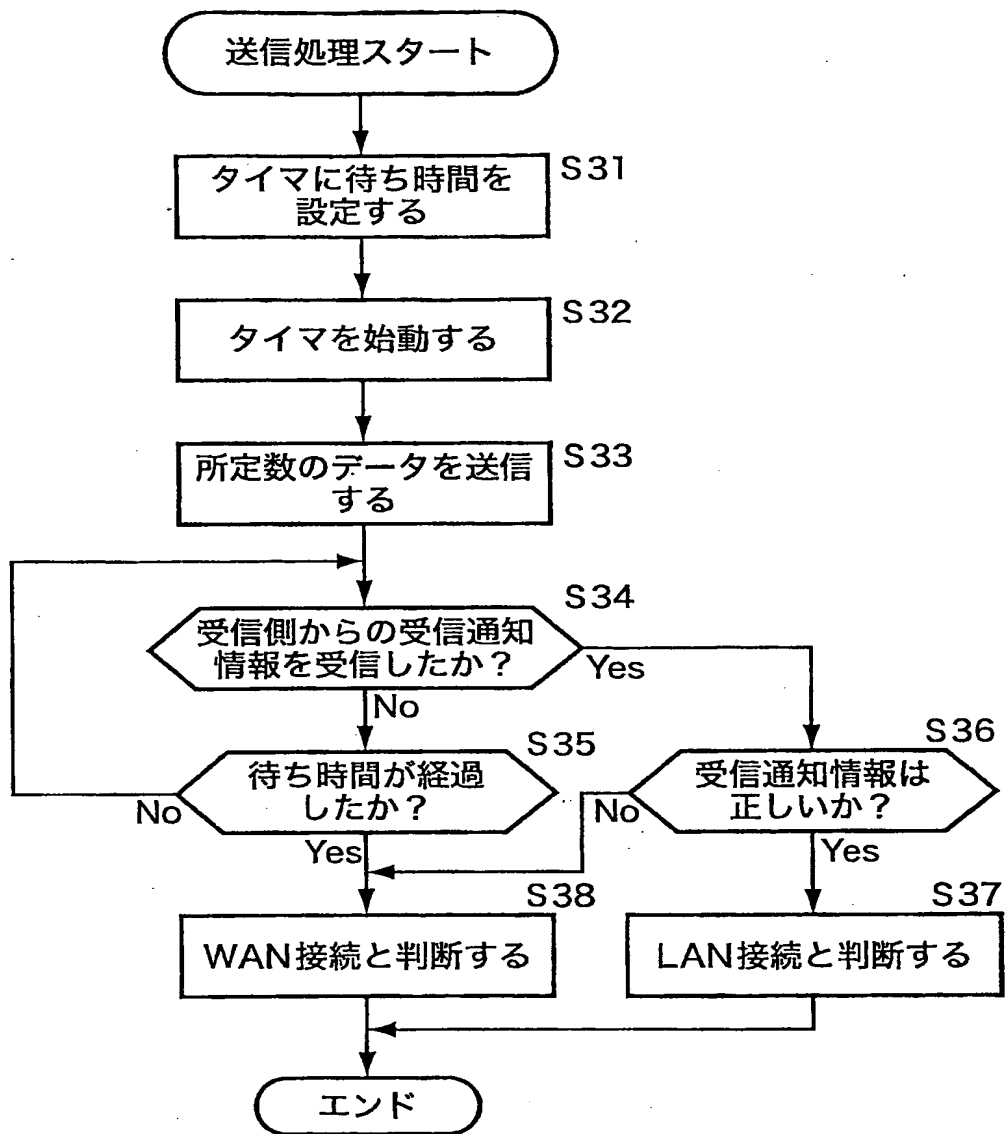 送信処理スタート
S31
タイマに待ち時間を
設定する
S32
タイマを始動する
S33
所定数のデータを送信
する
S34
受信側からの受信通知
情報を受信したか？
Yes
No
S35
待ち時間が経過
したか？
No
Yes
S36
受信通知情報は
正しいか？
No
Yes
S38
WAN接続と判断する
S37
LAN接続と判断する
エンド